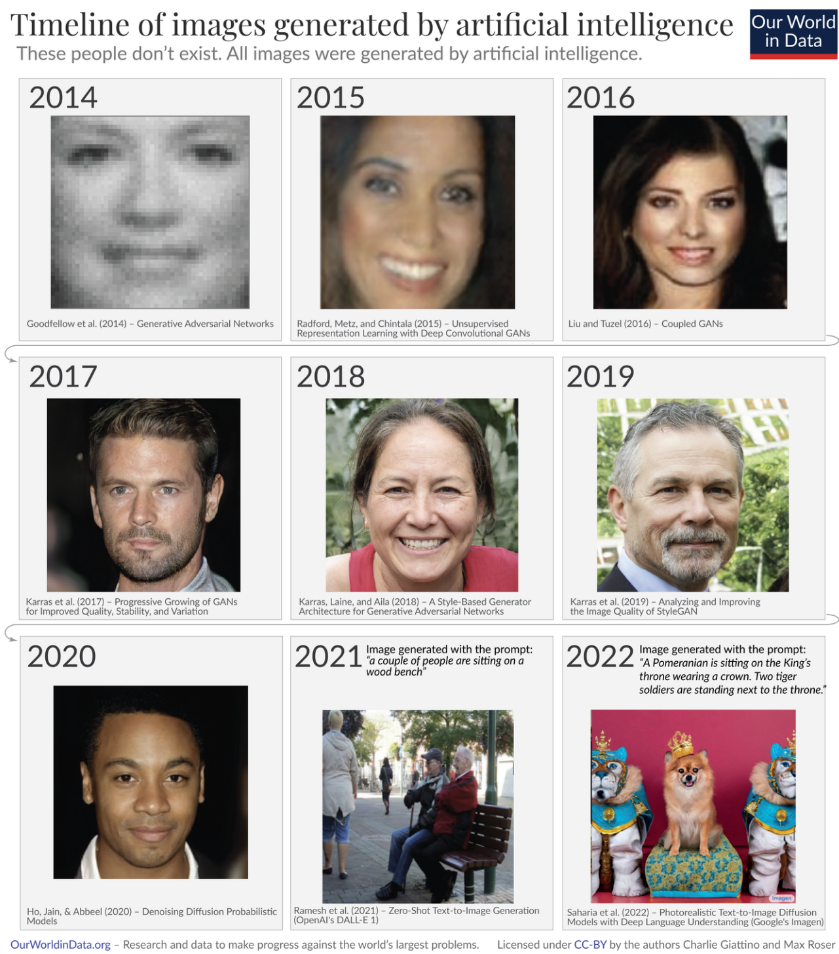 Timeline of images generated by artificial intelligence
Our World
in Data
These people don't exist. All images were generated by artificial intelligence.
2014
Goodfellow et al. (2014) – Generative Adversarial Networks
2015
Radford, Metz, and Chintala (2015) – Unsupervised
Representation Learning with Deep Convolutional GANs
2016
Liu and Tuzel (2016) – Coupled GANs
2017
Karras et al. (2017) – Progressive Growing of GANs
for Improved Quality, Stability, and Variation
2018
Karras, Laine, and Aila (2018) – A Style-Based Generator
Architecture for Generative Adversarial Networks
2019
Karras et al. (2019) – Analyzing and Improving
the Image Quality of StyleGAN
2020
Ho, Jain, & Abbeel (2020) – Denoising Diffusion Probabilistic
Models
2021
Image generated with the prompt:
"a couple of people are sitting on a
wood bench"
Ramesh et al. (2021) – Zero-Shot Text-to-Image Generation
(OpenAI's DALL-E 1)
2022
Image generated with the prompt:
"A Pomeranian is sitting on the King's
throne wearing a crown. Two tiger
soldiers are standing next to the throne."
Imagen
Saharia et al. (2022) – Photorealistic Text-to-Image Diffusion
Models with Deep Language Understanding (Google's Imagen)
OurWorldinData.org – Research and data to make progress against the world's largest problems.
Licensed under CC-BY by the authors Charlie Giattino and Max Roser